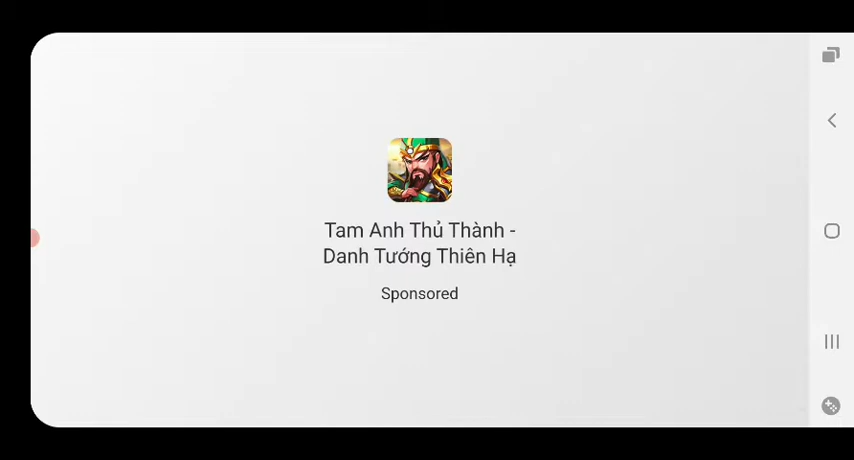 Tam Anh Thủ Thành -
Danh Tướng Thiên Hạ
Sponsored